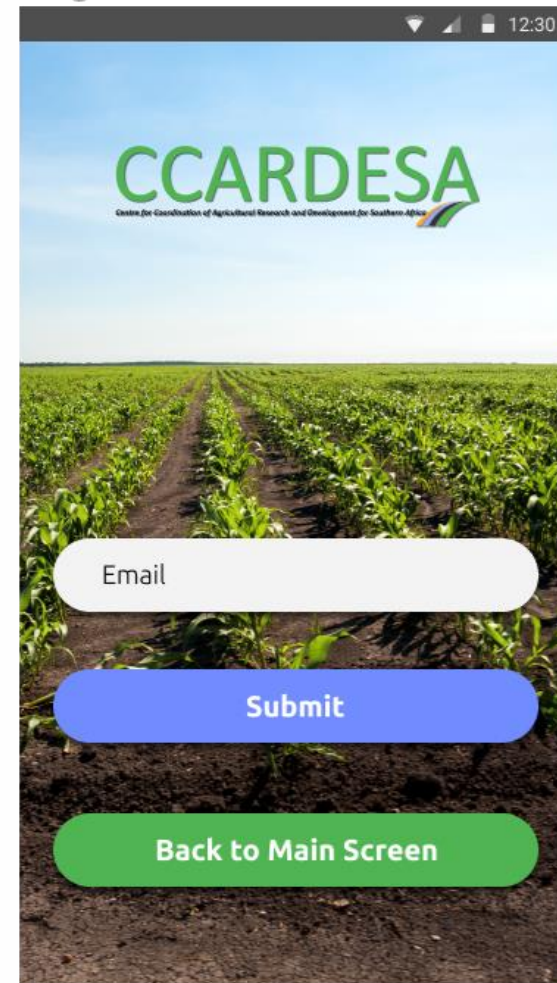 12:30
CCARDESA
Centre for Coordination of Agricultural Research and Development for Southern Africa
Email
Submit
Back to Main Screen